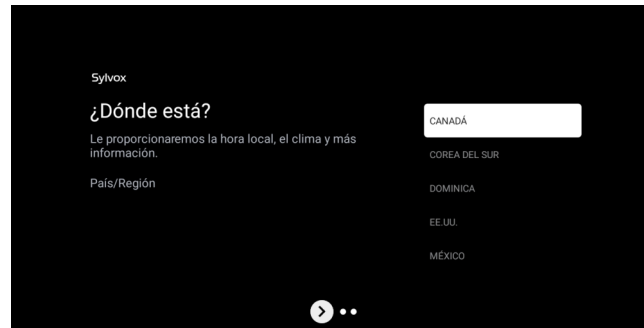 Sylvox
¿Dónde está?
Le proporcionaremos la hora local, el clima y más
información.
País/Región
CANADÁ
COREA DEL SUR
DOMINICA
EE.UU.
MÉXICO